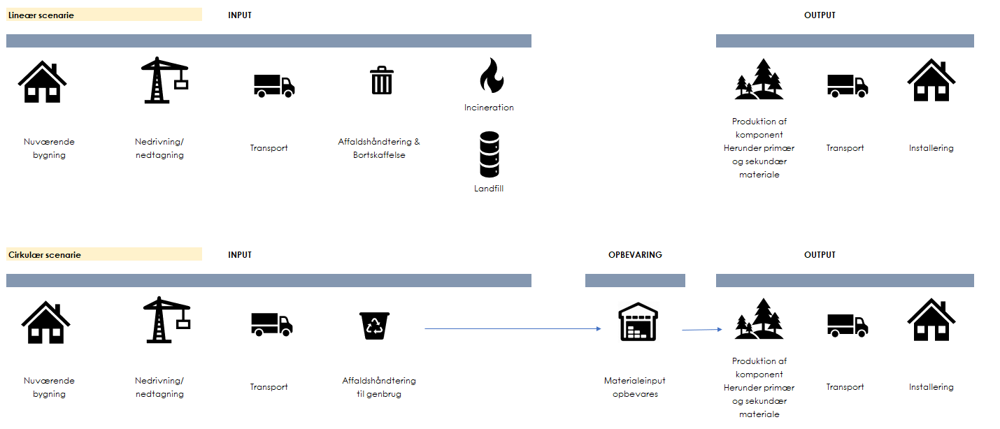 Lineær scenarie
INPUT
OUTPUT
Incineration
Nuværende
bygning
Nedrivning/
nedtagning
Transport
Affaldshåndtering &
Bortskaffelse
Landfill
Produktion af
komponent
Herunder primær
og sekundær
materiale
Transport
Installering
Cirkulær scenarie
INPUT
OPBEVARING
OUTPUT
Nuværende
bygning
Nedrivning/
nedtagning
Transport
Affaldshåndtering
til genbrug
Materialeinput
opbevares
Produktion af
komponent
Herunder primær
og sekundær
materiale
Transport
Installering